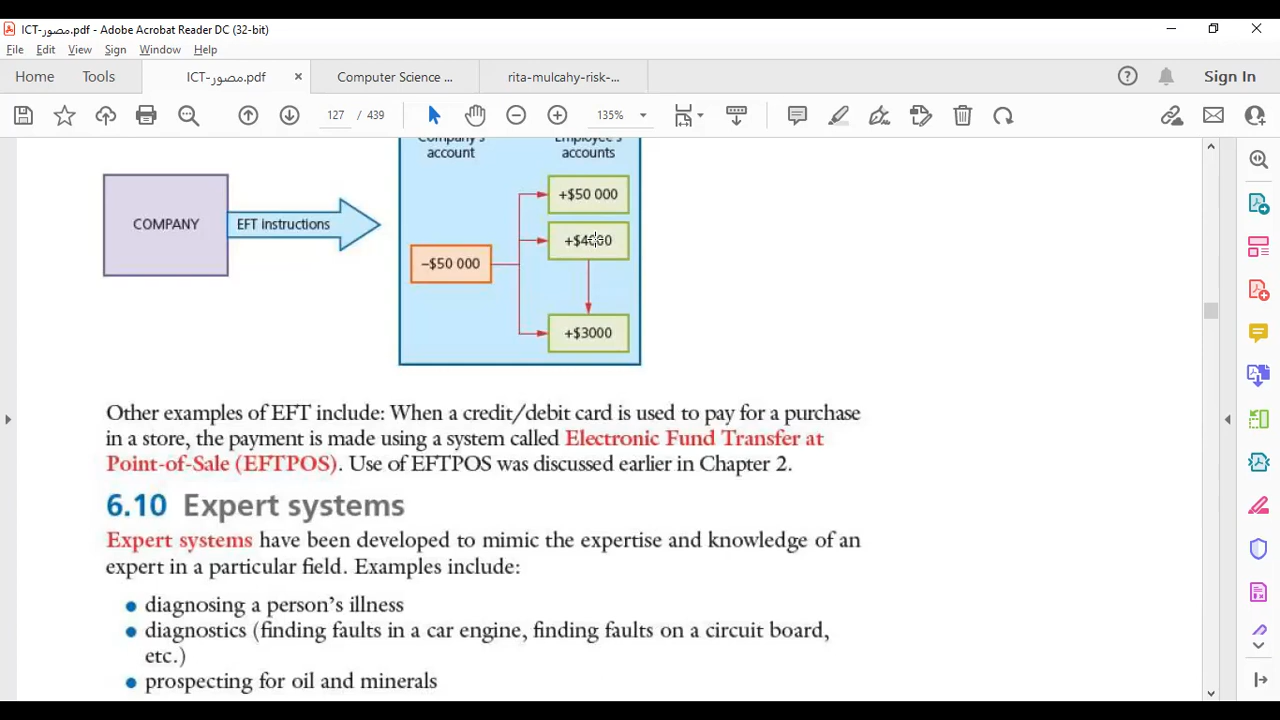 ICT-مصور.pdf - Adobe Acrobat Reader DC (32-bit)
File Edit View Window Sign Help
Home Tools ICT-مصور.pdf × Computer Science ... rita-mulcahy-risk-... Sign In
127 / 439 135%
Company's Employee's
account accounts
+$50 000
COMPANY EFT instructions
+$4000
–$50 000
+$3000
Other examples of EFT include: When a credit/debit card is used to pay for a purchase
in a store, the payment is made using a system called Electronic Fund Transfer at
Point-of-Sale (EFTPOS). Use of EFTPOS was discussed earlier in Chapter 2.
6.10 Expert systems
Expert systems have been developed to mimic the expertise and knowledge of an
expert in a particular field. Examples include:
● diagnosing a person's illness
● diagnostics (finding faults in a car engine, finding faults on a circuit board,
etc.)
● prospecting for oil and minerals